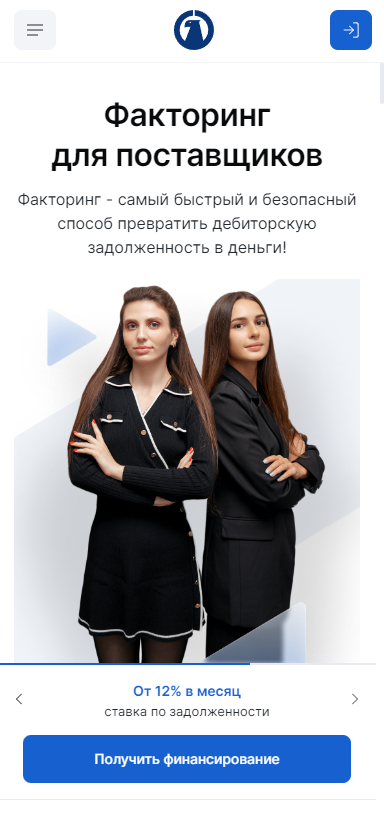 Факторинг
для поставщиков
Факторинг - самый быстрый и безопасный
способ превратить дебиторскую
задолженность в деньги!
От 12% в месяц
ставка по задолженности
Получить финансирование